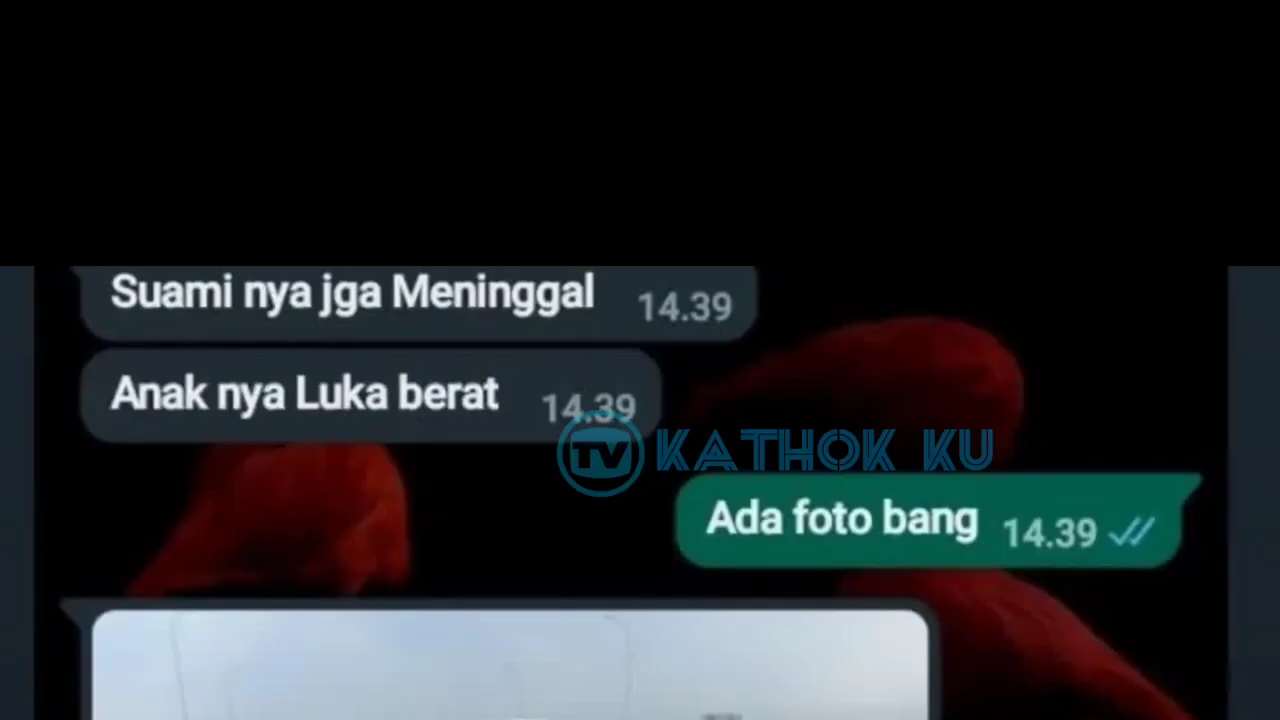 Suami nya jga Meninggal 14.39
Anak nya Luka berat 14.39
TV KATHOK KU
Ada foto bang 14.39